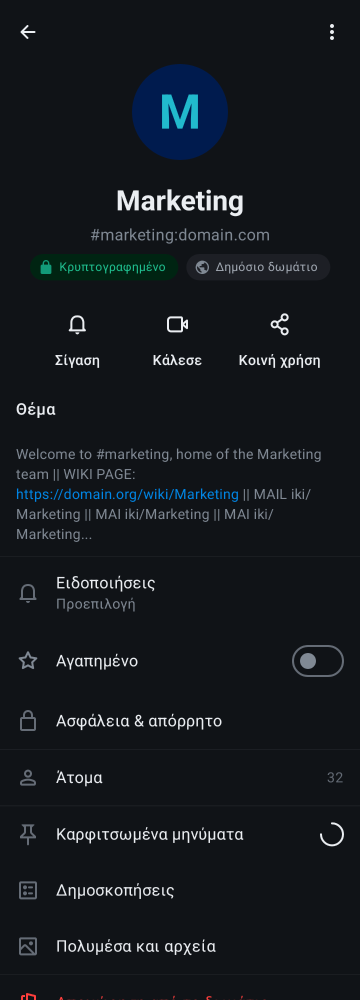 M
Marketing
#marketing:domain.com
Κρυπτογραφημένο
Δημόσιο δωμάτιο
Σίγαση
Κάλεσε
Κοινή χρήση
Θέμα
Welcome to #marketing, home of the Marketing
team || WIKI PAGE:
https://domain.org/wiki/Marketing || MAIL iki/
Marketing || MAI iki/Marketing || MAI iki/
Marketing...
Ειδοποιήσεις
Προεπιλογή
Αγαπημένο
Ασφάλεια & απόρρητο
Άτομα
32
Καρφιτσωμένα μηνύματα
Δημοσκοπήσεις
Πολυμέσα και αρχεία